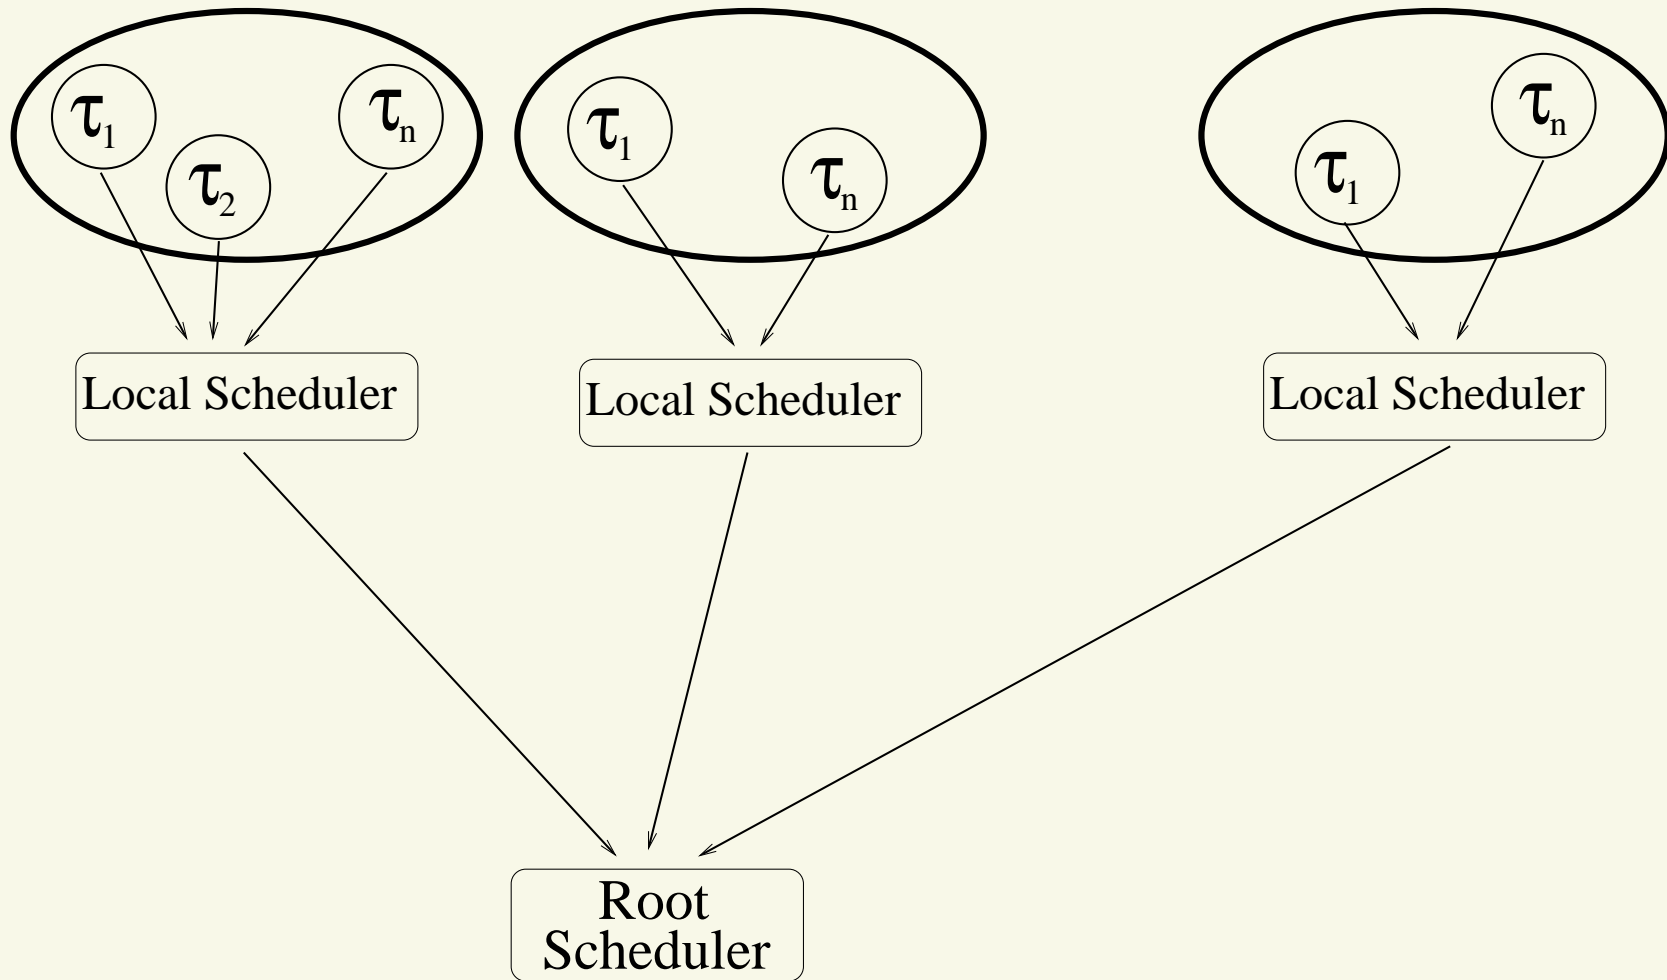 τ1
τ2
τn
τ1
τn
τ1
τn
Local Scheduler
Local Scheduler
Local Scheduler
Root
Scheduler